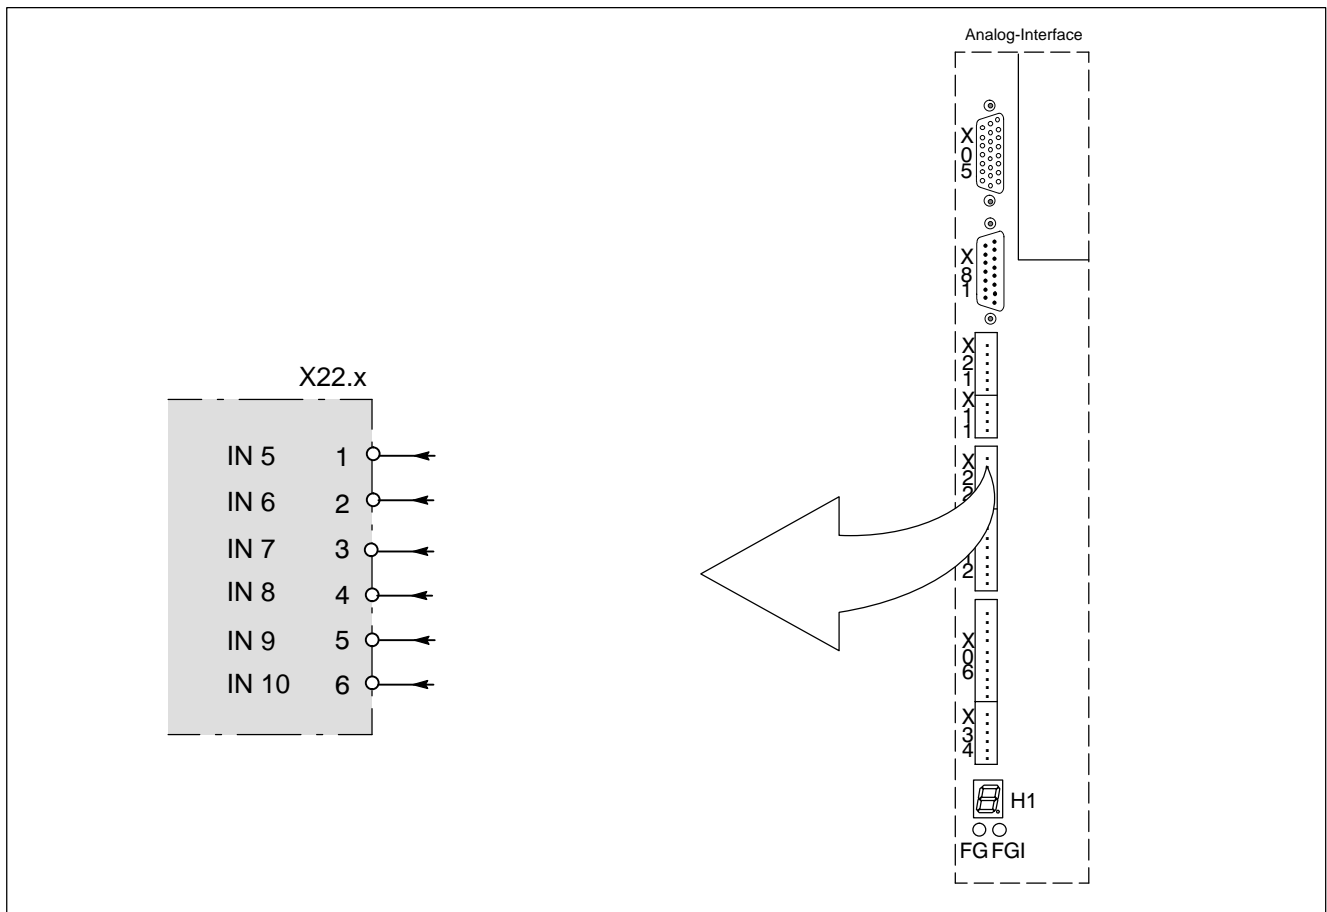 Analog-Interface
X05
X81
X21
X11
X22
12
X06
X34
H1
FG FGI
X22.x
IN 5 1
IN 6 2
IN 7 3
IN 8 4
IN 9 5
IN 10 6